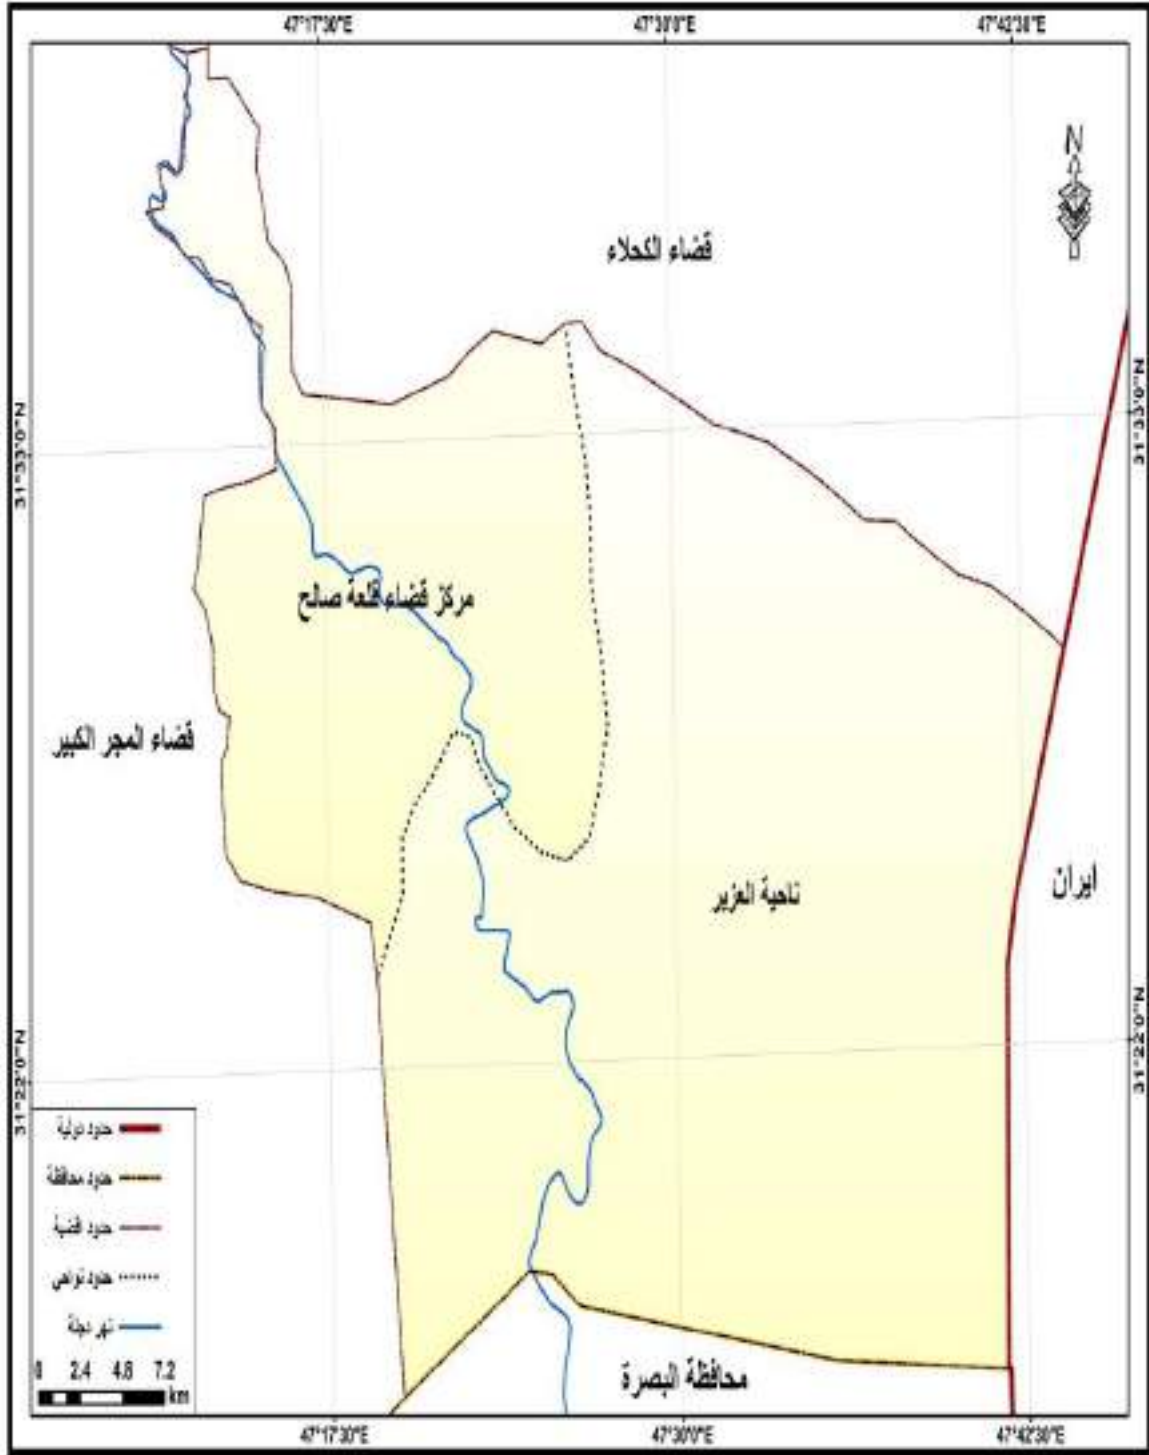 47°17'30"E
47°30'0"E
47°42'30"E
N
قضاء الكحلاء
31°33'0"N
31°33'0"N
مركز قضاء قلعة صالح
قضاء المجر الكبير
ايران
ناحية العزير
31°22'0"N
31°22'0"N
حدود دولية
حدود محافظة
حدود اقضية
حدود نواحي
نهر دجلة
0 2.4 4.8 7.2
km
محافظة البصرة
47°17'30"E
47°30'0"E
47°42'30"E